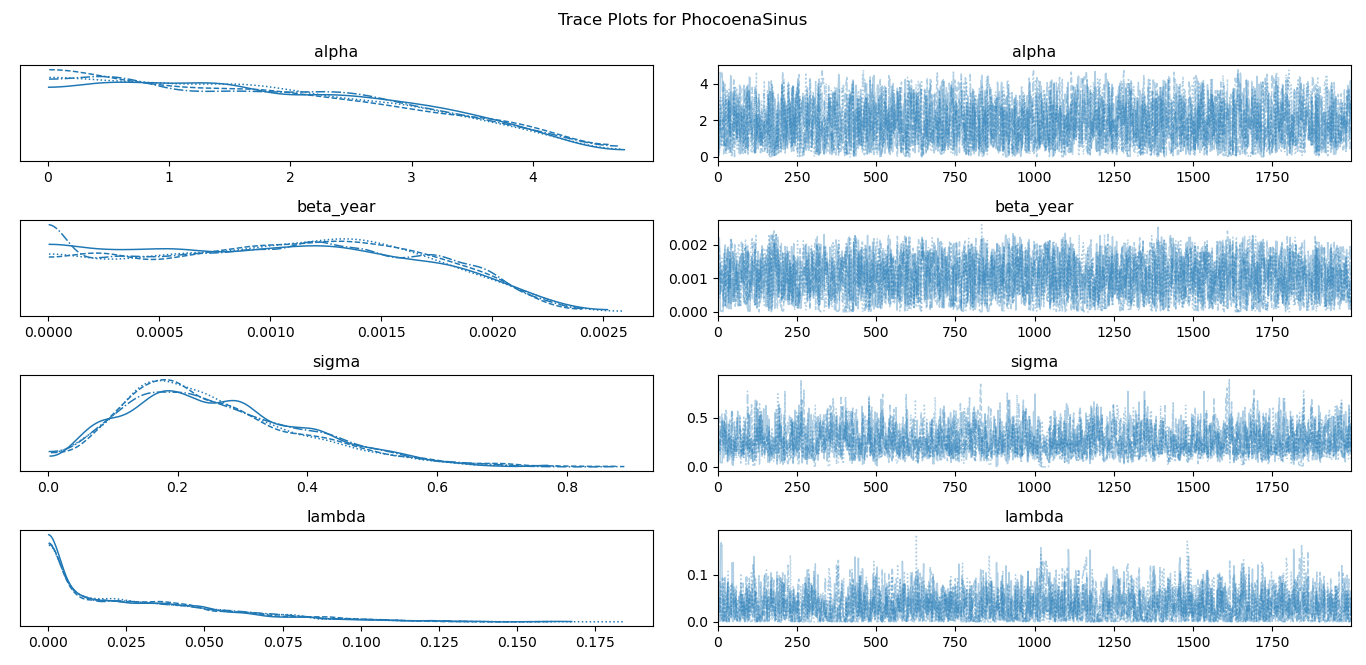 Trace Plots for PhocoenaSinus
alpha
alpha
4
2
0
0 1 2 3 4
0 250 500 750 1000 1250 1500 1750
beta_year
beta_year
0.002
0.001
0.000
0.0000 0.0005 0.0010 0.0015 0.0020 0.0025
0 250 500 750 1000 1250 1500 1750
sigma
sigma
0.5
0.0
0.0 0.2 0.4 0.6 0.8
0 250 500 750 1000 1250 1500 1750
lambda
lambda
0.1
0.0
0.000 0.025 0.050 0.075 0.100 0.125 0.150 0.175
0 250 500 750 1000 1250 1500 1750